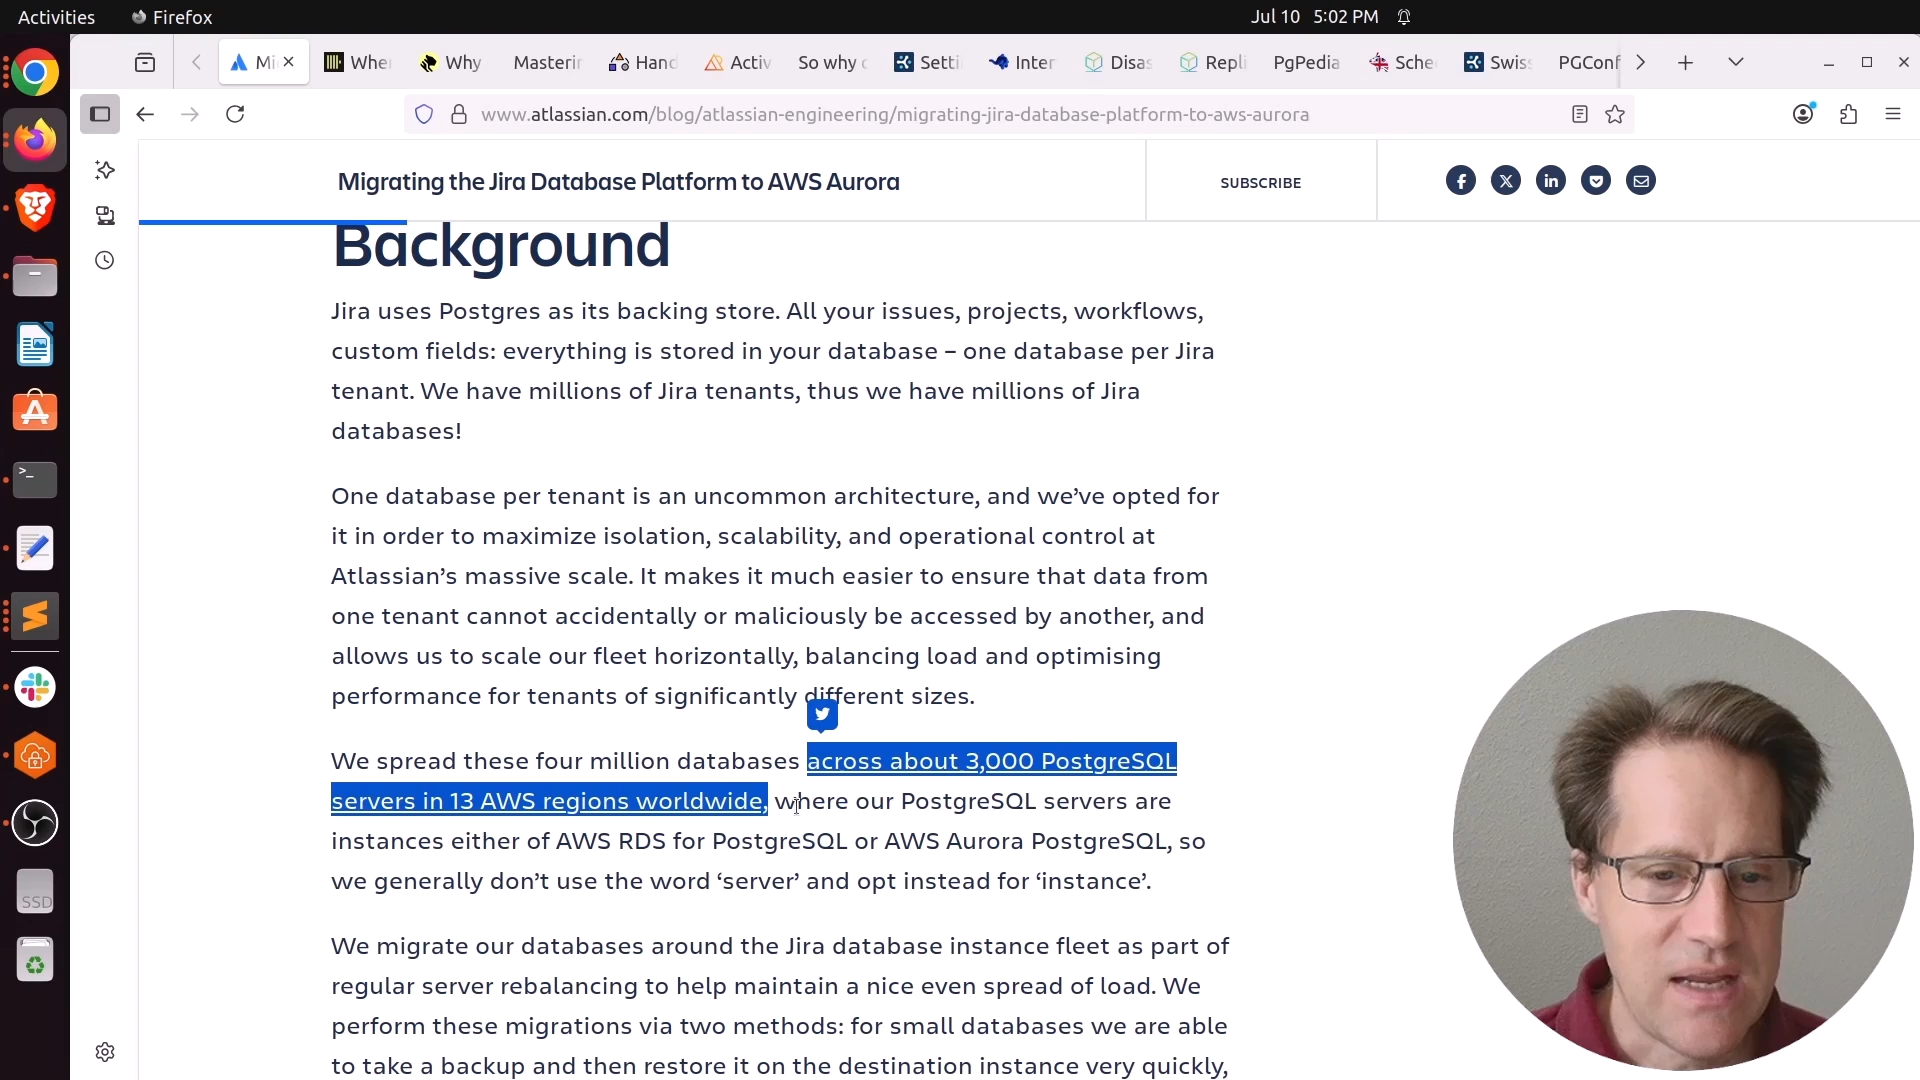 Activities
Firefox
Jul 10 5:02 PM
Mi
Whe
Why
Masterin
Hand
Activ
So why
Setti
Inter
Disas
Repli
PgPedia
Sche
Swiss
PGConf
www.atlassian.com/blog/atlassian-engineering/migrating-jira-database-platform-to-aws-aurora
Migrating the Jira Database Platform to AWS Aurora
SUBSCRIBE
Background
Jira uses Postgres as its backing store. All your issues, projects, workflows,
custom fields: everything is stored in your database – one database per Jira
tenant. We have millions of Jira tenants, thus we have millions of Jira
databases!
One database per tenant is an uncommon architecture, and we’ve opted for
it in order to maximize isolation, scalability, and operational control at
Atlassian’s massive scale. It makes it much easier to ensure that data from
one tenant cannot accidentally or maliciously be accessed by another, and
allows us to scale our fleet horizontally, balancing load and optimising
performance for tenants of significantly different sizes.
We spread these four million databases across about 3,000 PostgreSQL
servers in 13 AWS regions worldwide, where our PostgreSQL servers are
instances either of AWS RDS for PostgreSQL or AWS Aurora PostgreSQL, so
we generally don’t use the word ‘server’ and opt instead for ‘instance’.
We migrate our databases around the Jira database instance fleet as part of
regular server rebalancing to help maintain a nice even spread of load. We
perform these migrations via two methods: for small databases we are able
to take a backup and then restore it on the destination instance very quickly,
SSD